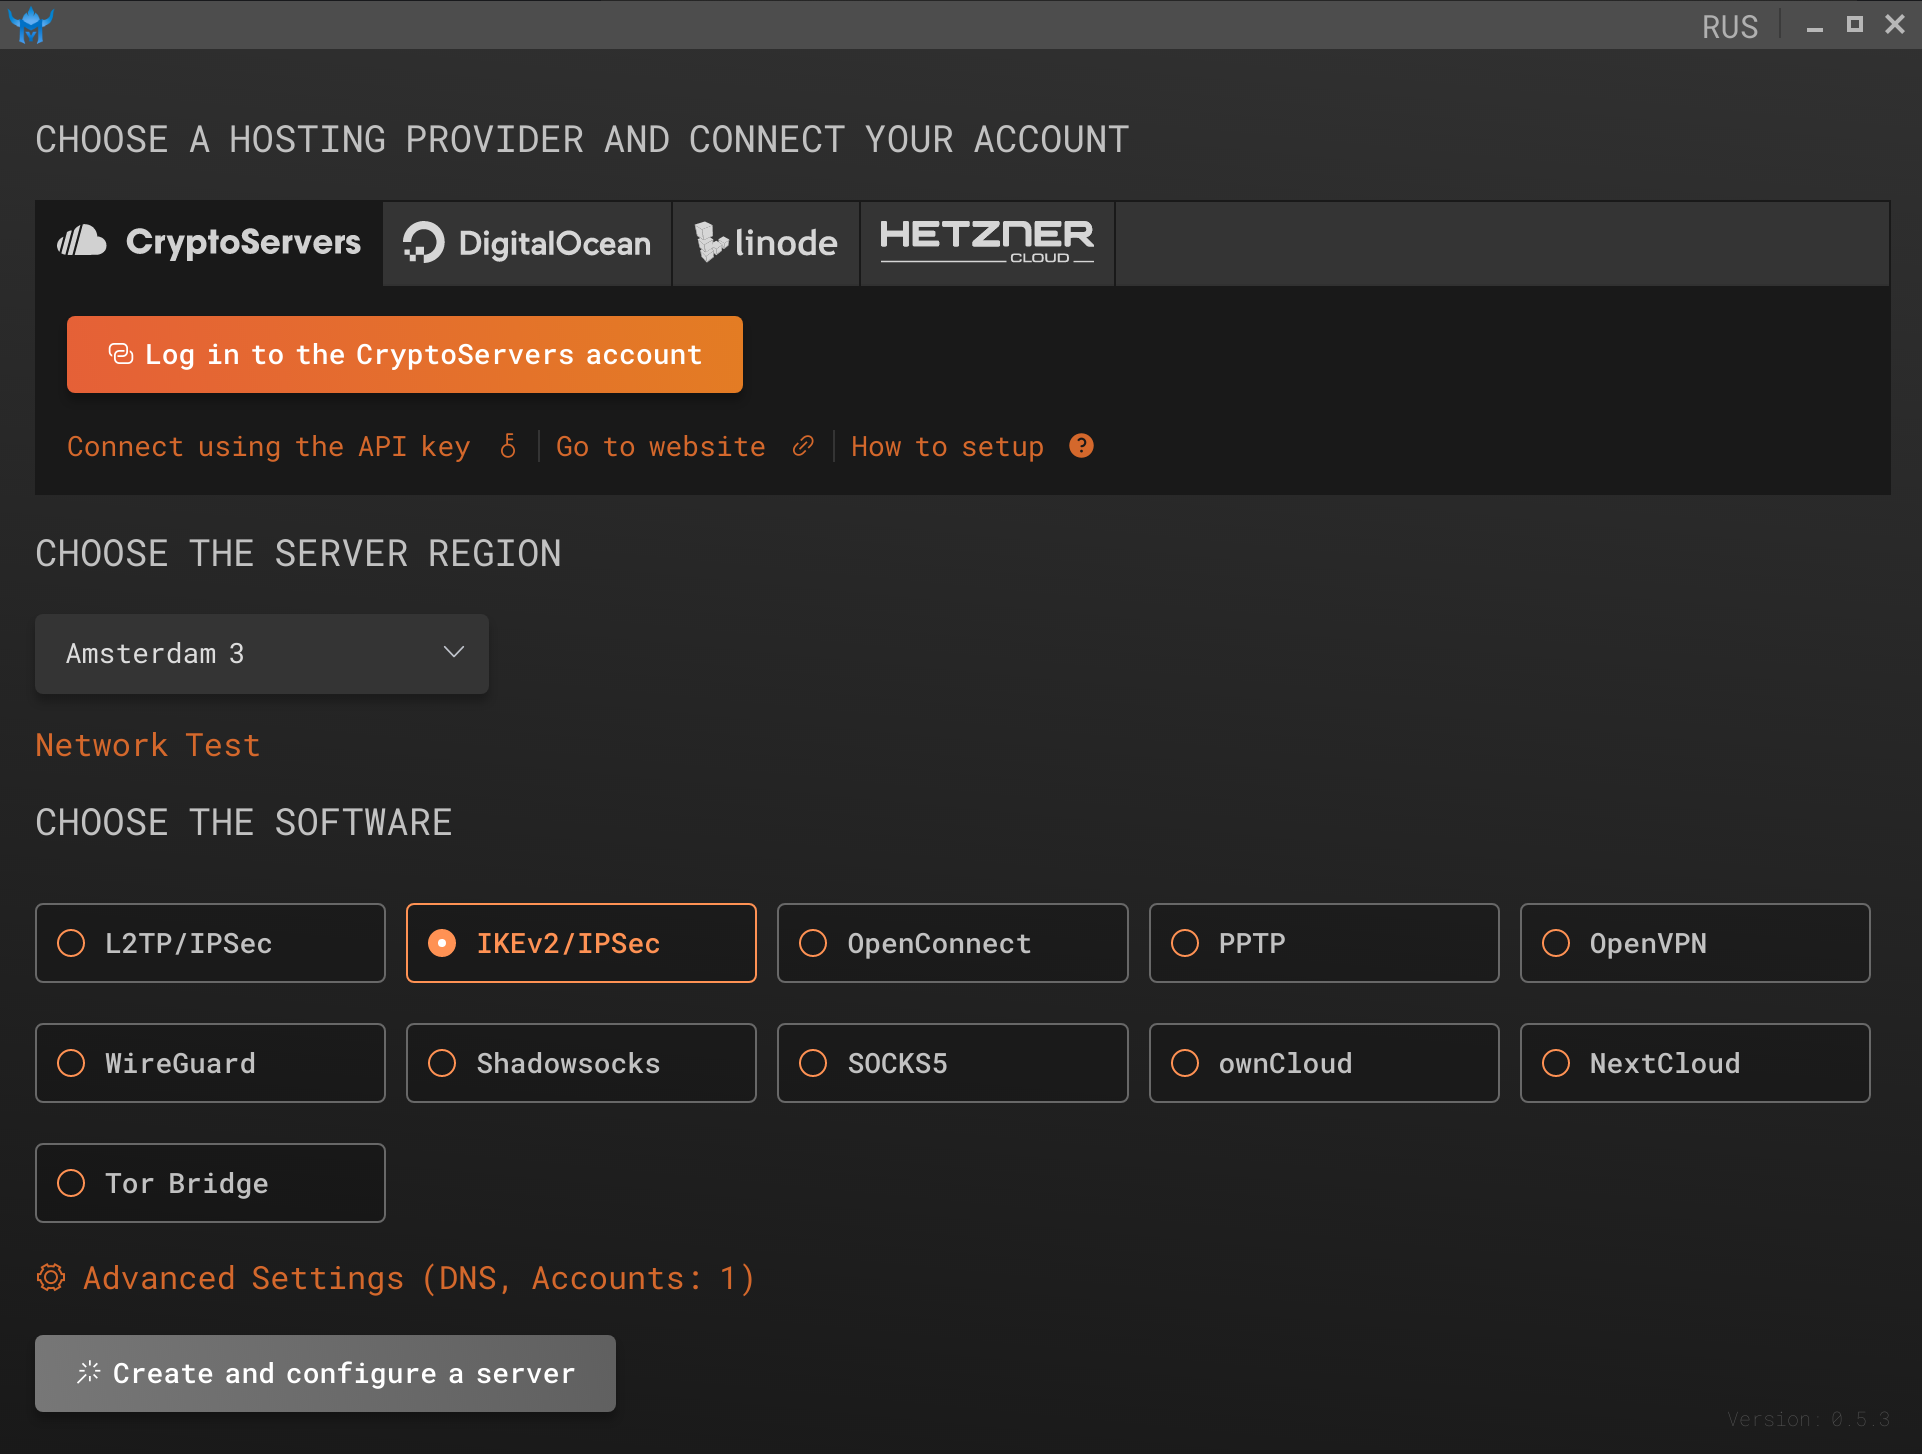 RUS
CHOOSE A HOSTING PROVIDER AND CONNECT YOUR ACCOUNT
CryptoServers DigitalOcean linode HETZNER CLOUD
Log in to the CryptoServers account
Connect using the API key Go to website How to setup ?
CHOOSE THE SERVER REGION
Amsterdam 3
Network Test
CHOOSE THE SOFTWARE
L2TP/IPSec IKEv2/IPSec OpenConnect PPTP OpenVPN
WireGuard Shadowsocks SOCKS5 ownCloud NextCloud
Tor Bridge
Advanced Settings (DNS, Accounts: 1)
Create and configure a server
Version: 0.5.3